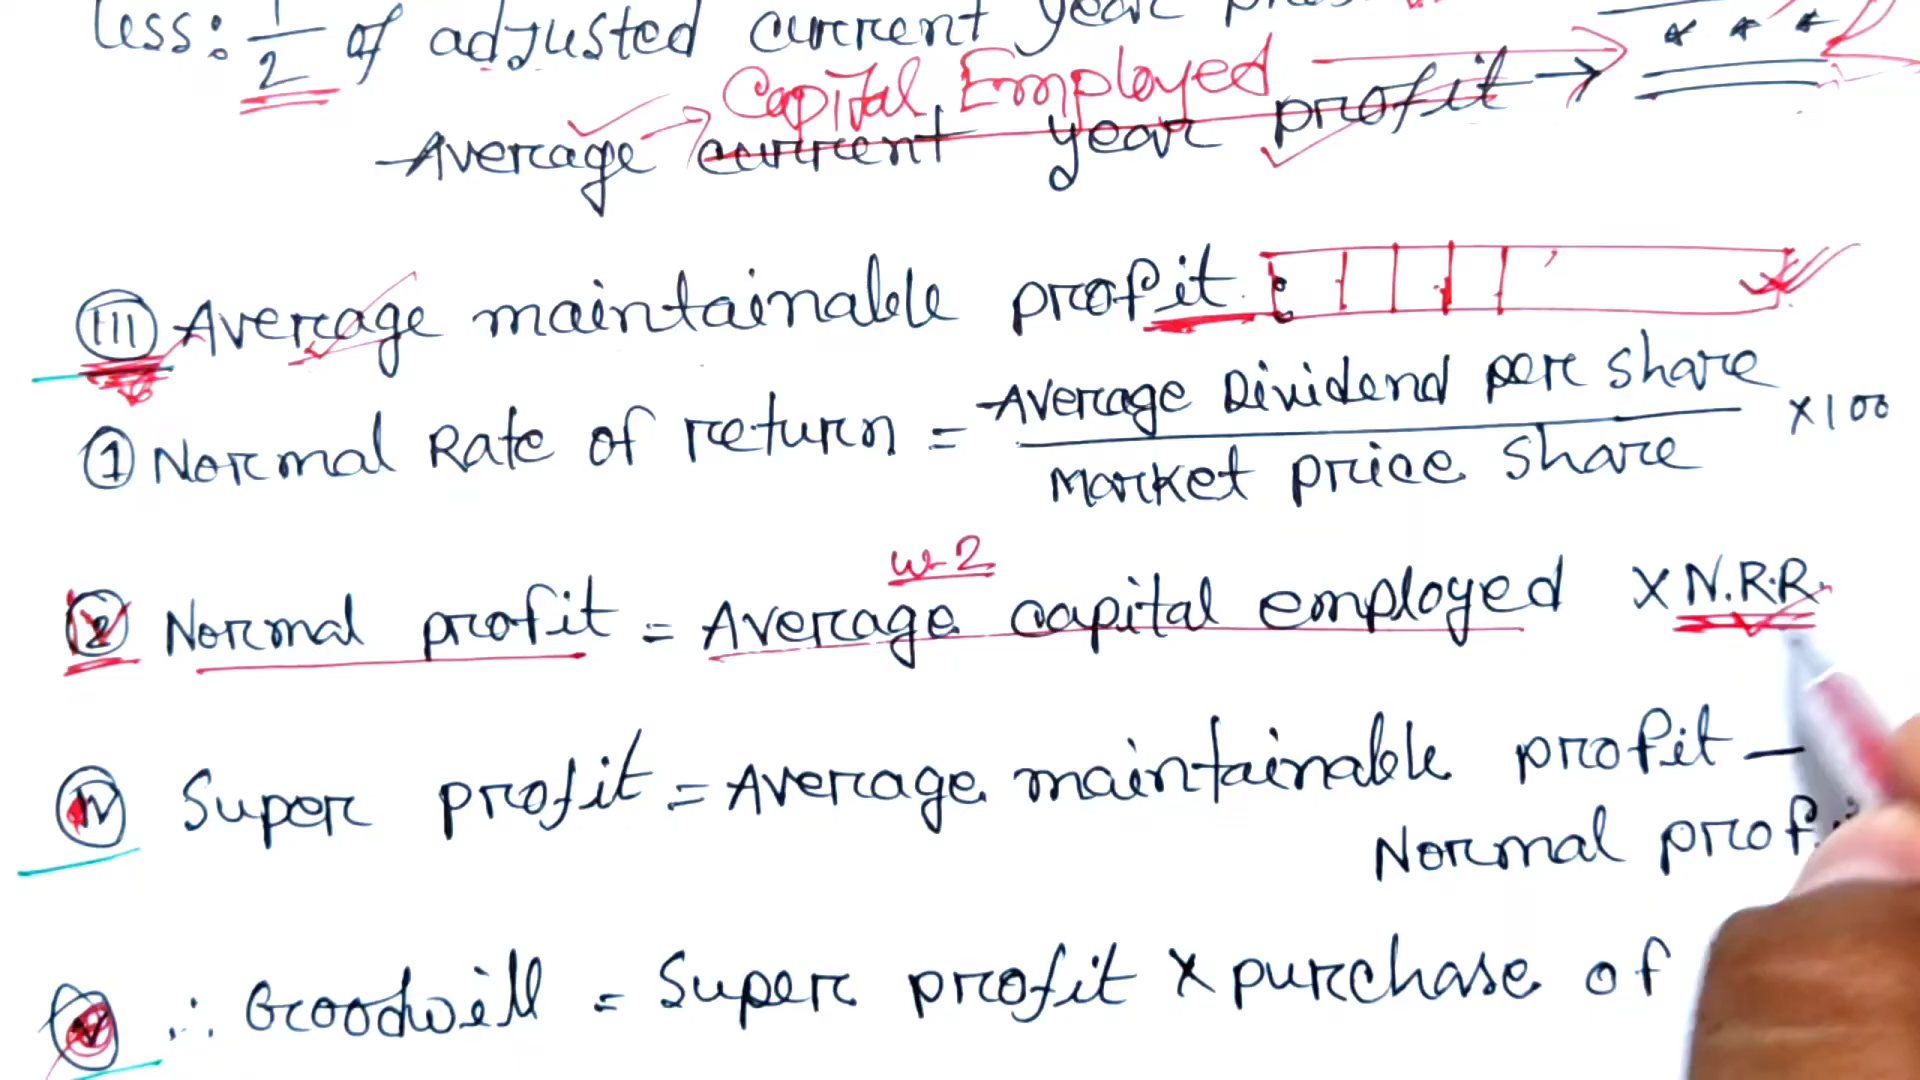 Less: 1/2 of adjusted current year
* * *
Capital Employed
Average current year profit →
(III) Average maintainable profit
① Normal Rate of return = Average Dividend per share / Market price share ×100
W-2
② Normal profit = Average capital employed × N.R.R.
(IV) Super profit = Average maintainable profit –
Normal
(V) ∴ Goodwill = Super profit × purchase of